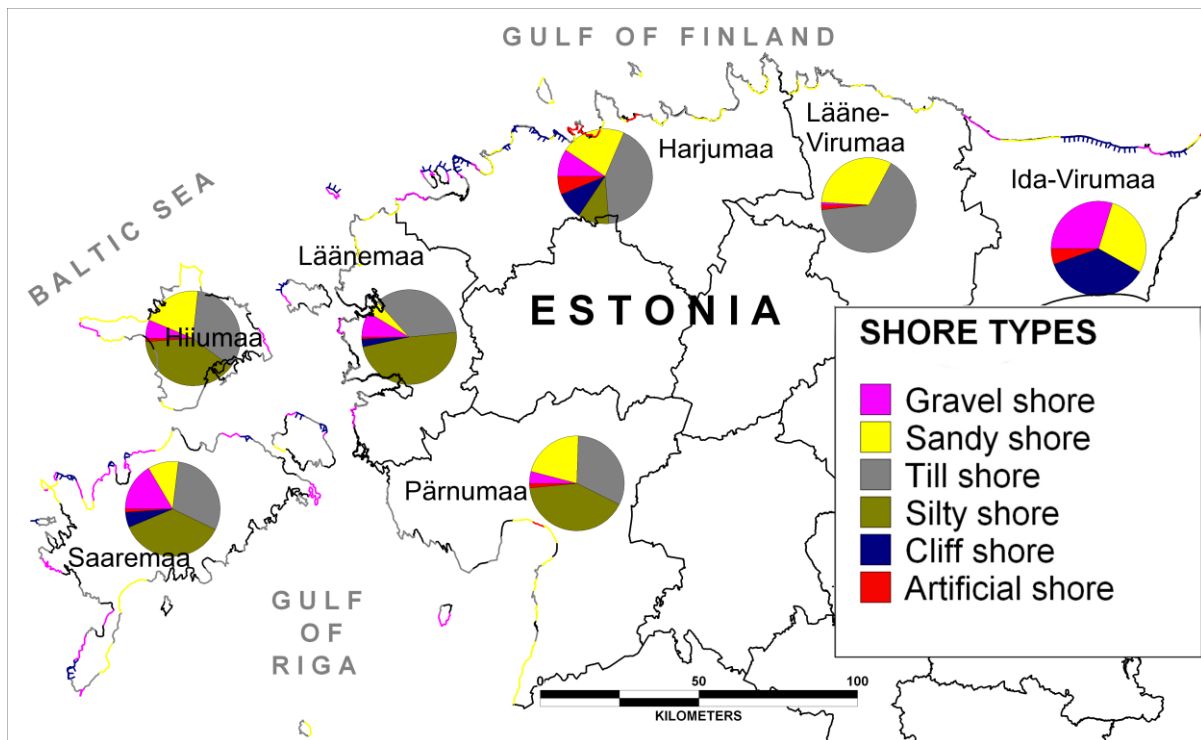 GULF OF FINLAND
Lääne-
Virumaa
Harjumaa
Ida-Virumaa
BALTIC SEA
Läänemaa
ESTONIA
Hiiumaa
SHORE TYPES
Gravel shore
Sandy shore
Till shore
Silty shore
Cliff shore
Artificial shore
Pärnumaa
Saaremaa
GULF
OF
RIGA
0 50 100
KILOMETERS